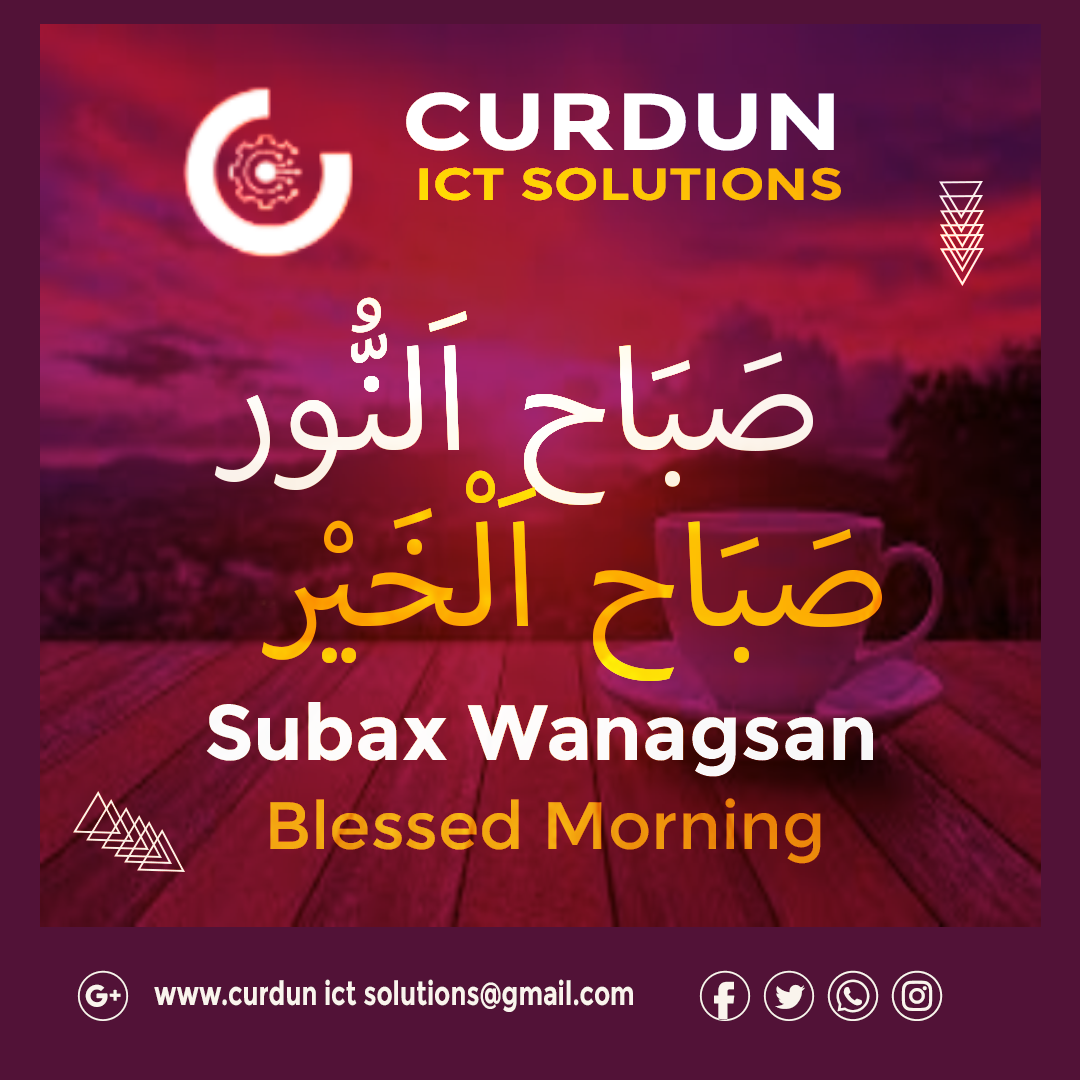 CURDUN
ICT SOLUTIONS
صَبَاح اَلنُّور
صَبَاح اَلْخَيْر
Subax Wanagsan
Blessed Morning
G+ www.curdun ict solutions@gmail.com